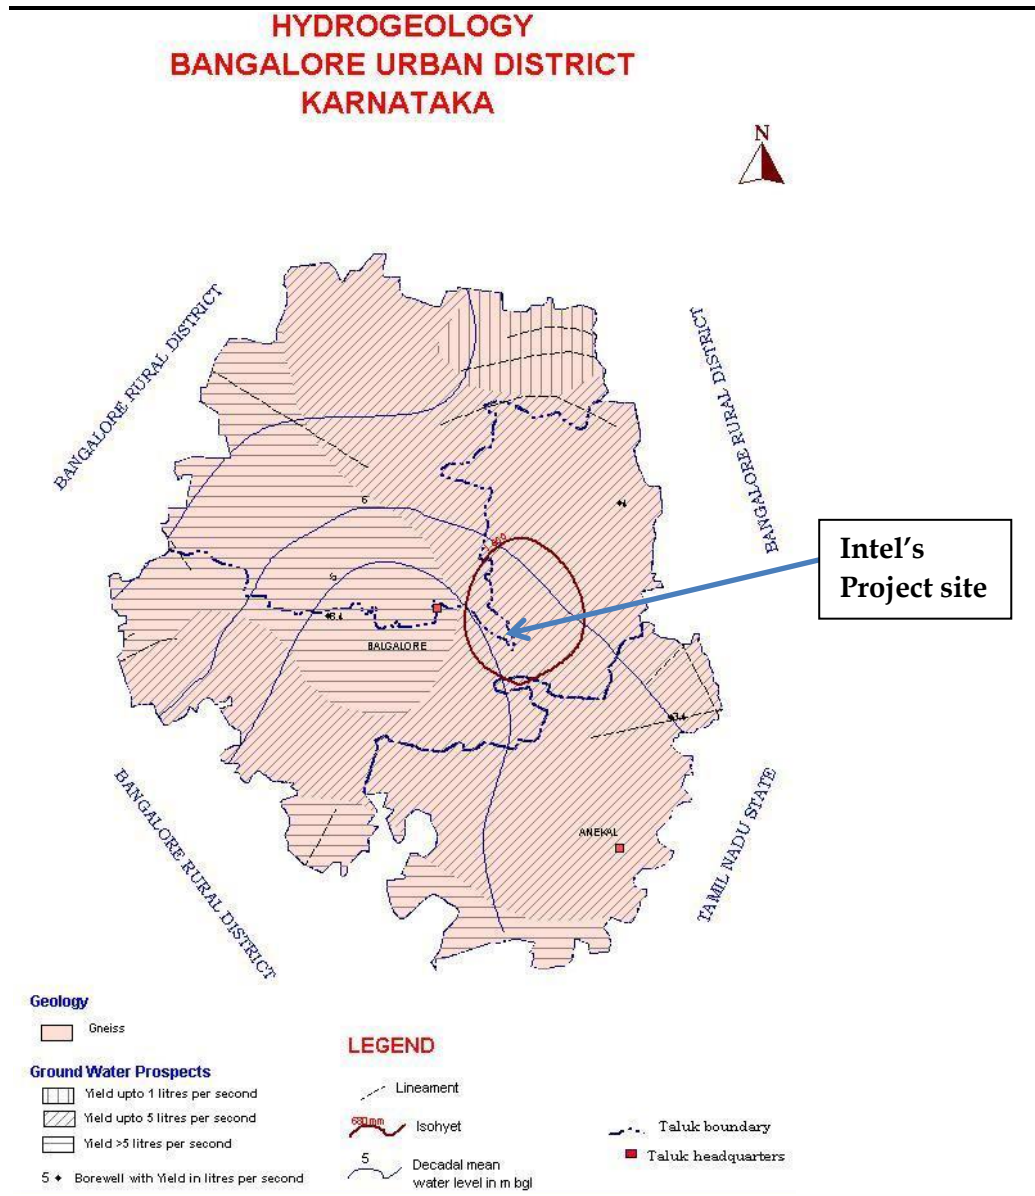 HYDROGEOLOGY
BANGALORE URBAN DISTRICT
KARNATAKA
N
BANGALORE RURAL DISTRICT
BANGALORE RURAL DISTRICT
BANGALORE RURAL DISTRICT
TAMIL NADU STATE
Intel's
Project site
6
5
BALGALORE
ANEKAL
Geology
Gneiss
Ground Water Prospects
Yield upto 1 litres per second
Yield upto 5 litres per second
Yield >5 litres per second
5 Borewell with Yield in litres per second
LEGEND
Lineament
680mm Isohyet
5 Decadal mean
water level in m bgl
Taluk boundary
Taluk headquarters